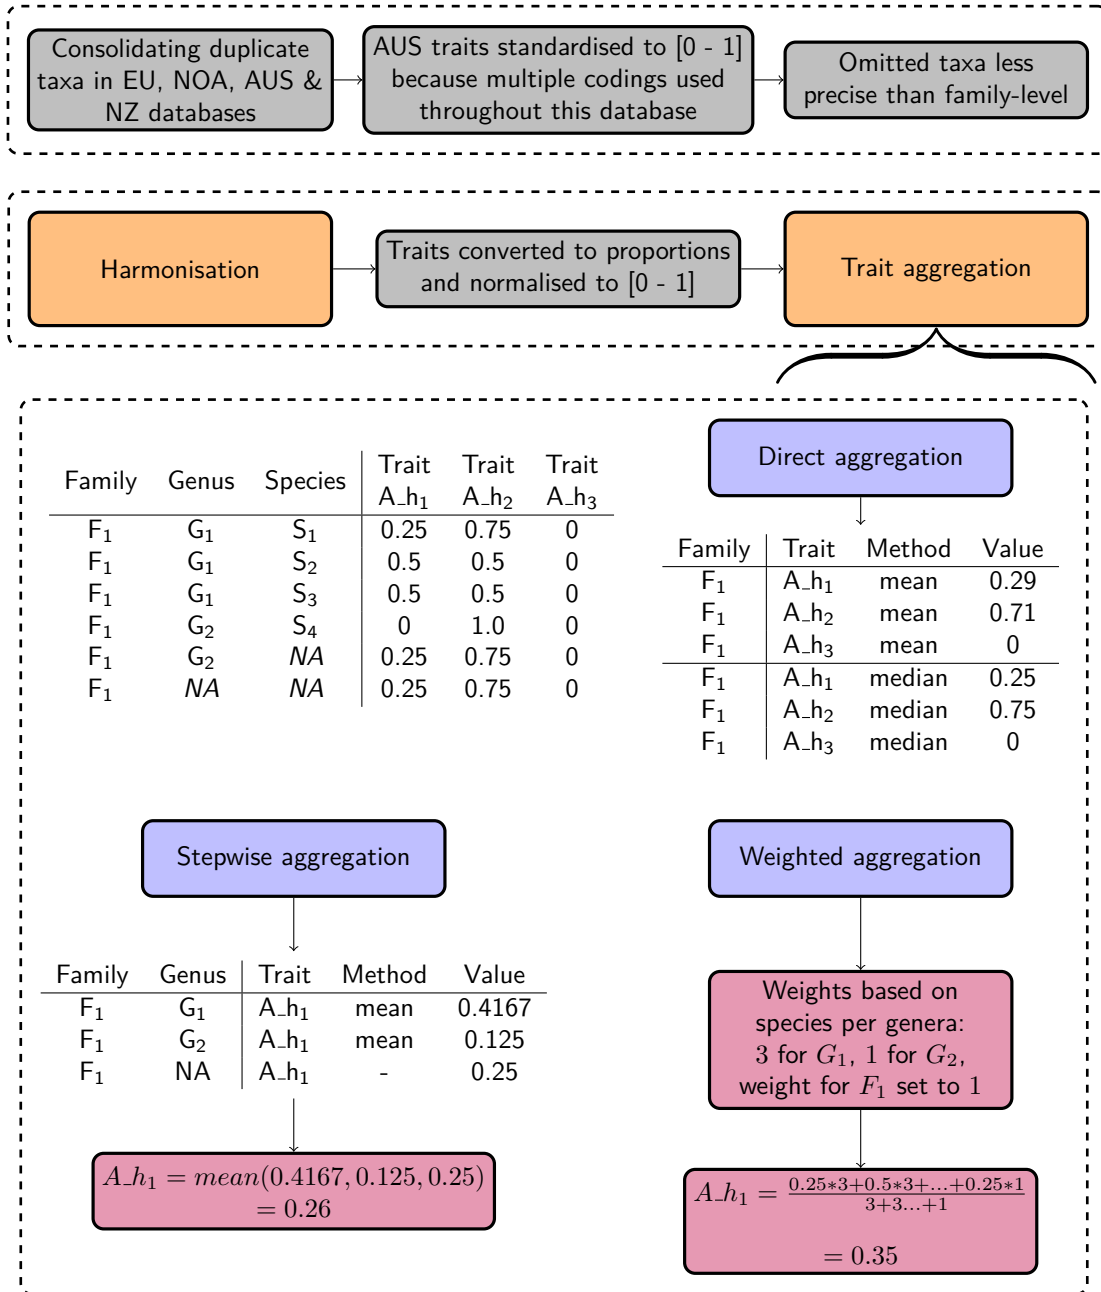 Consolidating duplicate
taxa in EU, NOA, AUS &
NZ databases
AUS traits standardised to [0 - 1]
because multiple codings used
throughout this database
Omitted taxa less
precise than family-level
Harmonisation
Traits converted to proportions
and normalised to [0 - 1]
Trait aggregation
Family Genus Species Trait A_h₁ Trait A_h₂ Trait A_h₃
F₁ G₁ S₁ 0.25 0.75 0
F₁ G₁ S₂ 0.5 0.5 0
F₁ G₁ S₃ 0.5 0.5 0
F₁ G₂ S₄ 0 1.0 0
F₁ G₂ NA 0.25 0.75 0
F₁ NA NA 0.25 0.75 0
Direct aggregation
Family Trait Method Value
F₁ A_h₁ mean 0.29
F₁ A_h₂ mean 0.71
F₁ A_h₃ mean 0
F₁ A_h₁ median 0.25
F₁ A_h₂ median 0.75
F₁ A_h₃ median 0
Stepwise aggregation
Family Genus Trait Method Value
F₁ G₁ A_h₁ mean 0.4167
F₁ G₂ A_h₁ mean 0.125
F₁ NA A_h₁ - 0.25
A_h₁ = mean(0.4167, 0.125, 0.25)
= 0.26
Weighted aggregation
Weights based on
species per genera:
3 for G₁, 1 for G₂,
weight for F₁ set to 1
A_h₁ = 0.25*3+0.5*3+...+0.25*1
3+3...+1
= 0.35